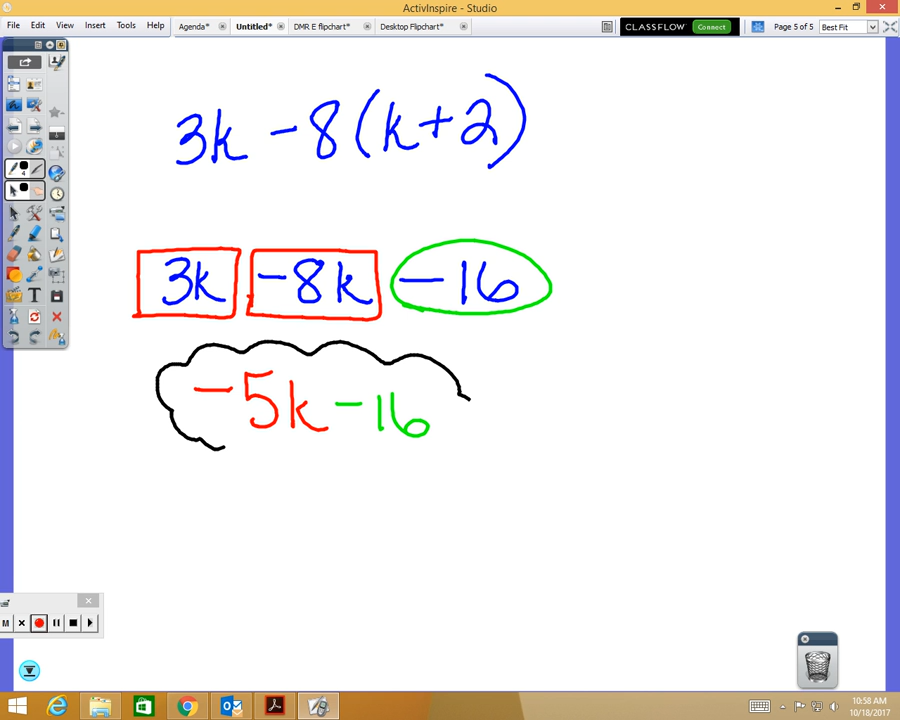 ActivInspire - Studio
File Edit View Insert Tools Help Agenda* Untitled* DMR E flipchart* Desktop Flipchart* CLASSFLOW Connect Page 5 of 5 Best Fit
3k -8(k+2)
4
T
3k -8k -16
-5k -16
M
10:58 AM
10/18/2017